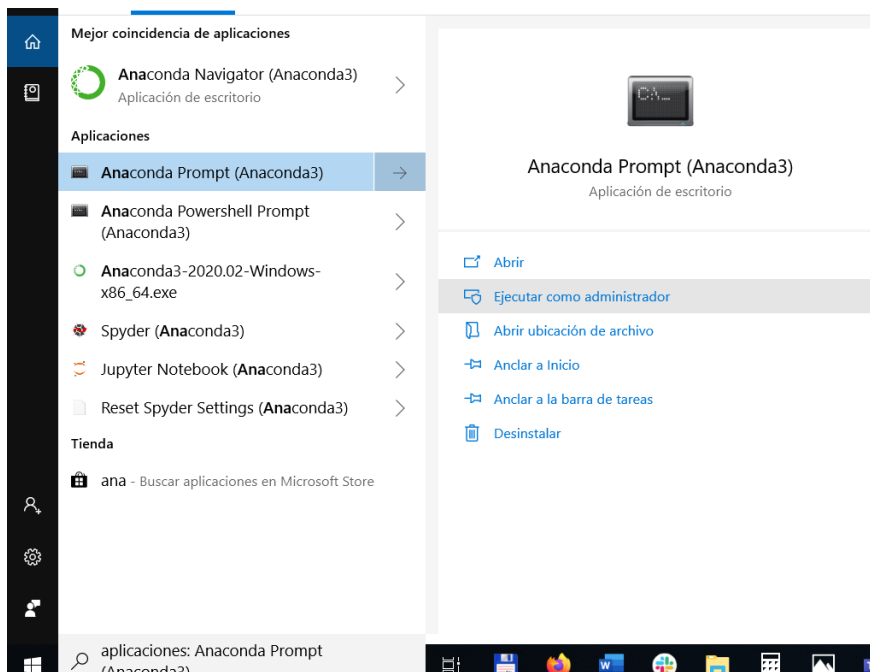 Mejor coincidencia de aplicaciones
Anaconda Navigator (Anaconda3)
Aplicación de escritorio
Aplicaciones
Anaconda Prompt (Anaconda3)
Anaconda Powershell Prompt
(Anaconda3)
Anaconda3-2020.02-Windows-
x86_64.exe
Spyder (Anaconda3)
Jupyter Notebook (Anaconda3)
Reset Spyder Settings (Anaconda3)
Tienda
ana - Buscar aplicaciones en Microsoft Store
aplicaciones: Anaconda Prompt
(Anaconda3)
C:\_
Anaconda Prompt (Anaconda3)
Aplicación de escritorio
Abrir
Ejecutar como administrador
Abrir ubicación de archivo
Anclar a Inicio
Anclar a la barra de tareas
Desinstalar
W